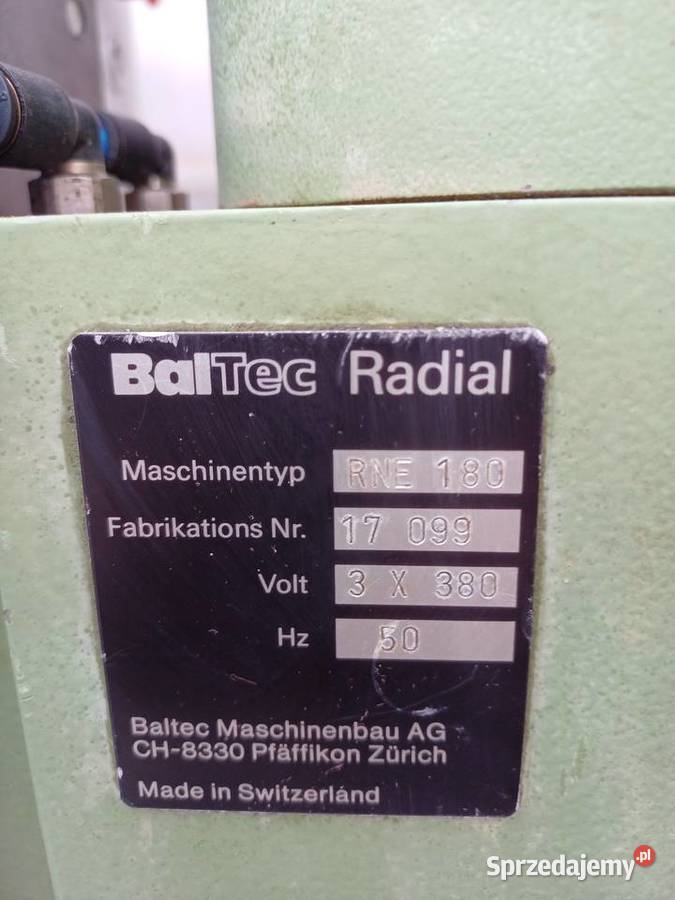 BalTec Radial
Maschinentyp RNE 180
Fabrikations Nr. 17 099
Volt 3 X 380
Hz 50
Baltec Maschinenbau AG
CH-8330 Pfäffikon Zürich
Made in Switzerland
Sprzedajemy.pl